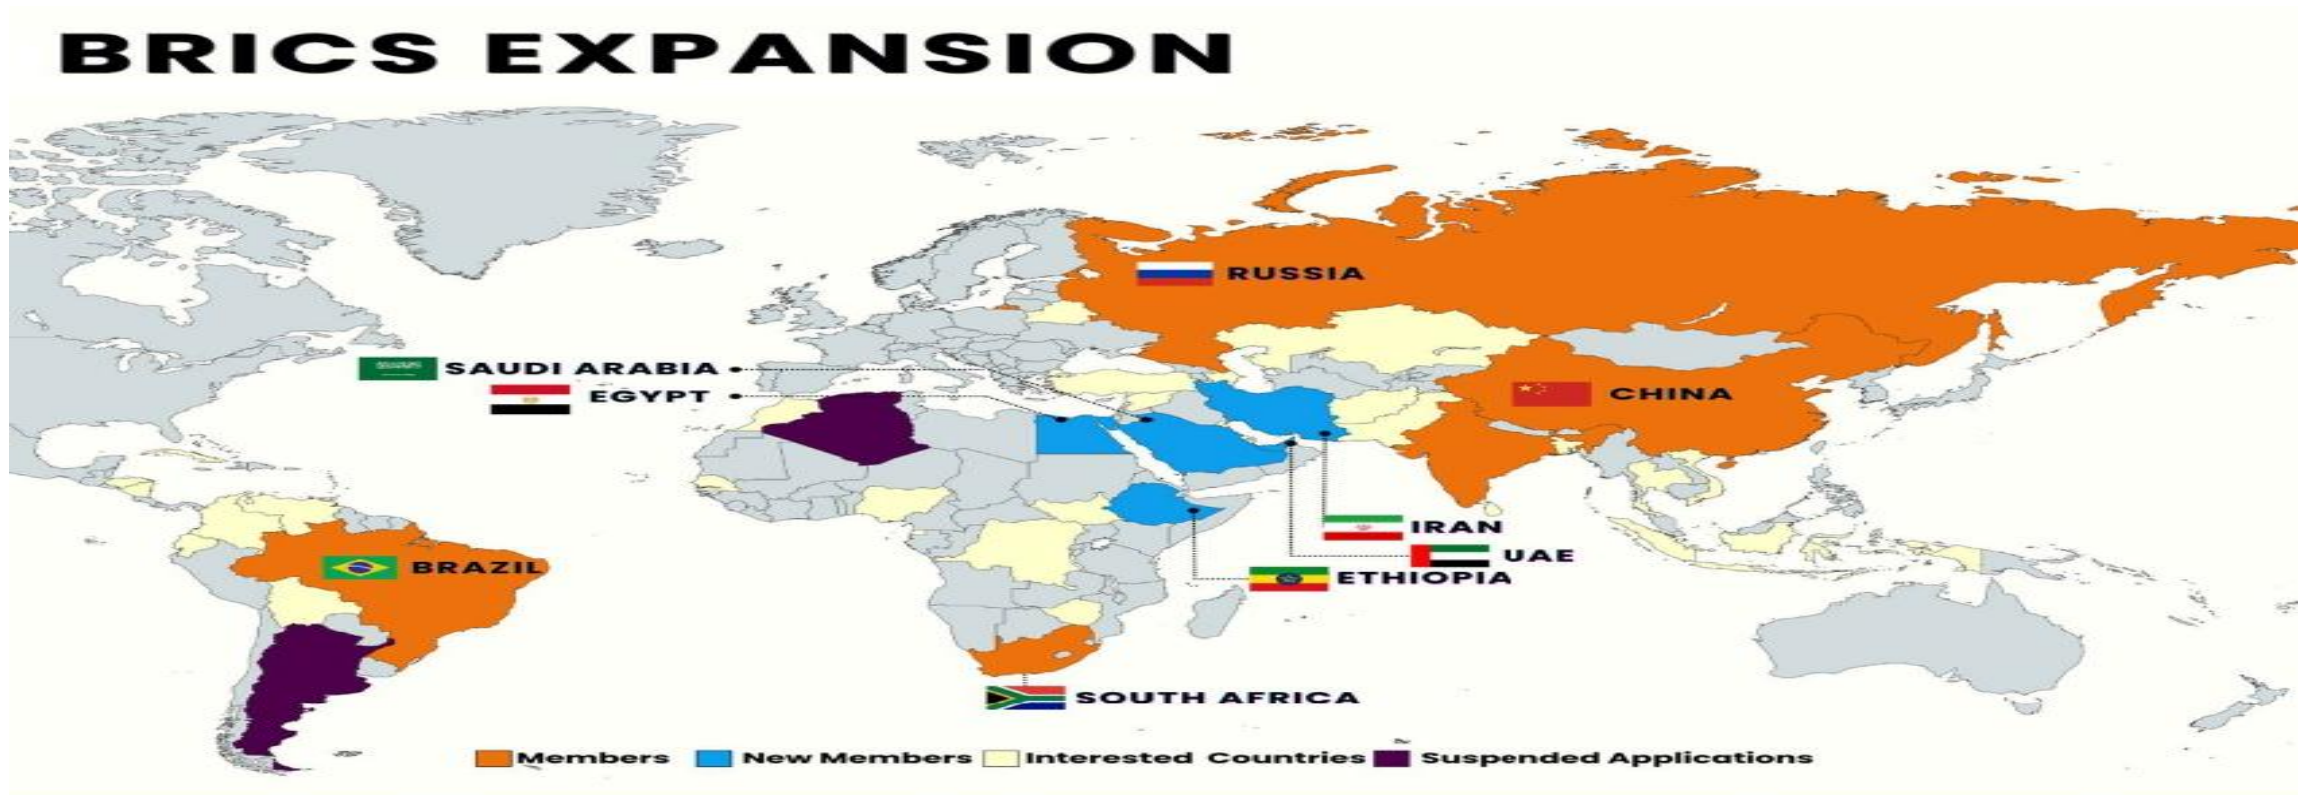 BRICS EXPANSION
RUSSIA
SAUDI ARABIA
EGYPT
CHINA
IRAN
UAE
BRAZIL
ETHIOPIA
SOUTH AFRICA
Members New Members Interested Countries Suspended Applications